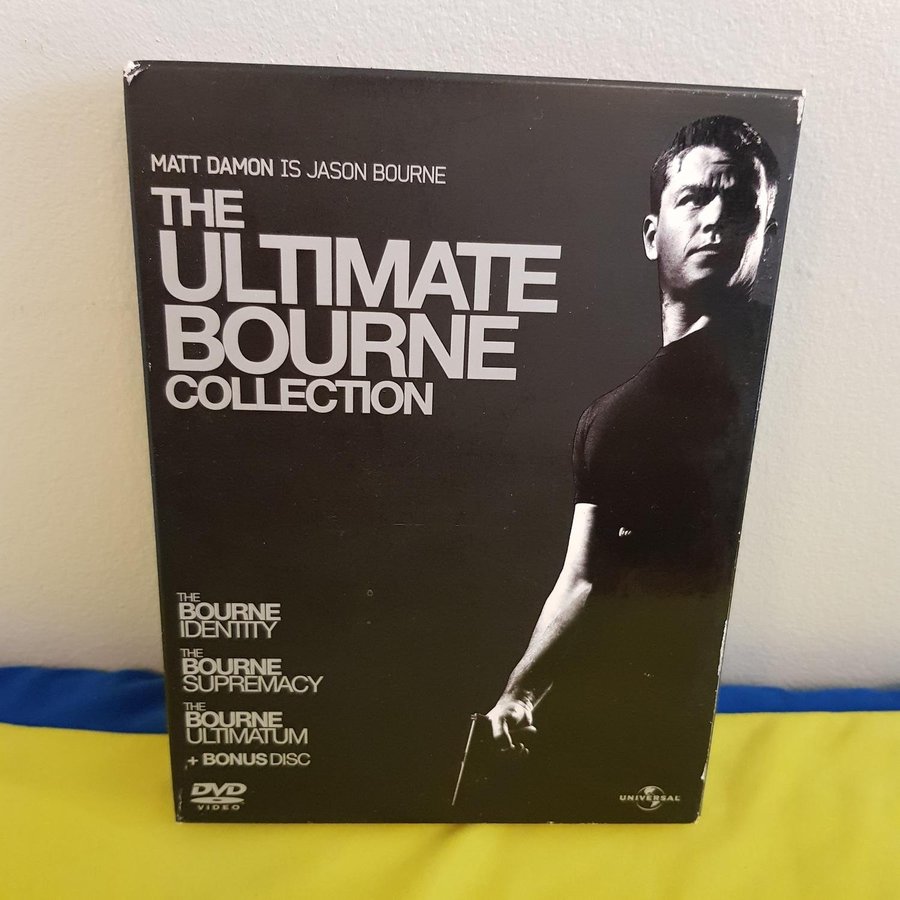 MATT DAMON IS JASON BOURNE
THE
ULTIMATE
BOURNE
COLLECTION
THE
BOURNE
IDENTITY
THE
BOURNE
SUPREMACY
THE
BOURNE
ULTIMATUM
+ BONUS DISC
DVD
VIDEO
UNIVERSAL